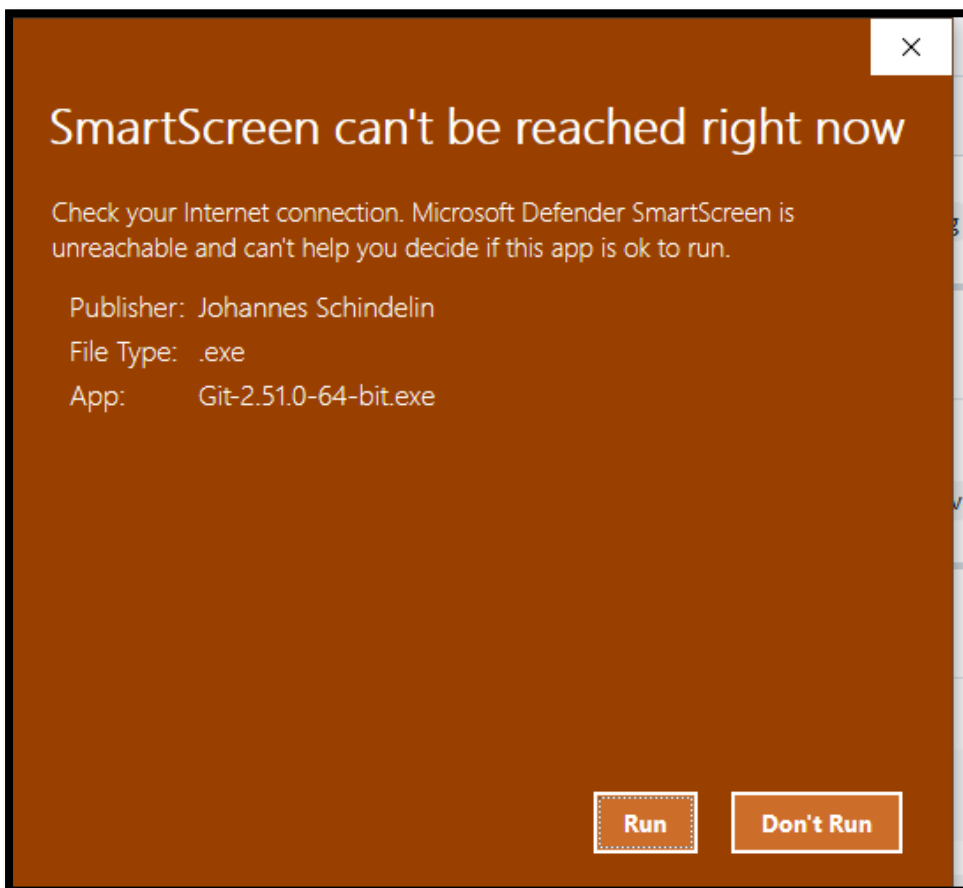 SmartScreen can't be reached right now
Check your Internet connection. Microsoft Defender SmartScreen is
unreachable and can't help you decide if this app is ok to run.
Publisher: Johannes Schindelin
File Type: .exe
App: Git-2.51.0-64-bit.exe
Run Don't Run